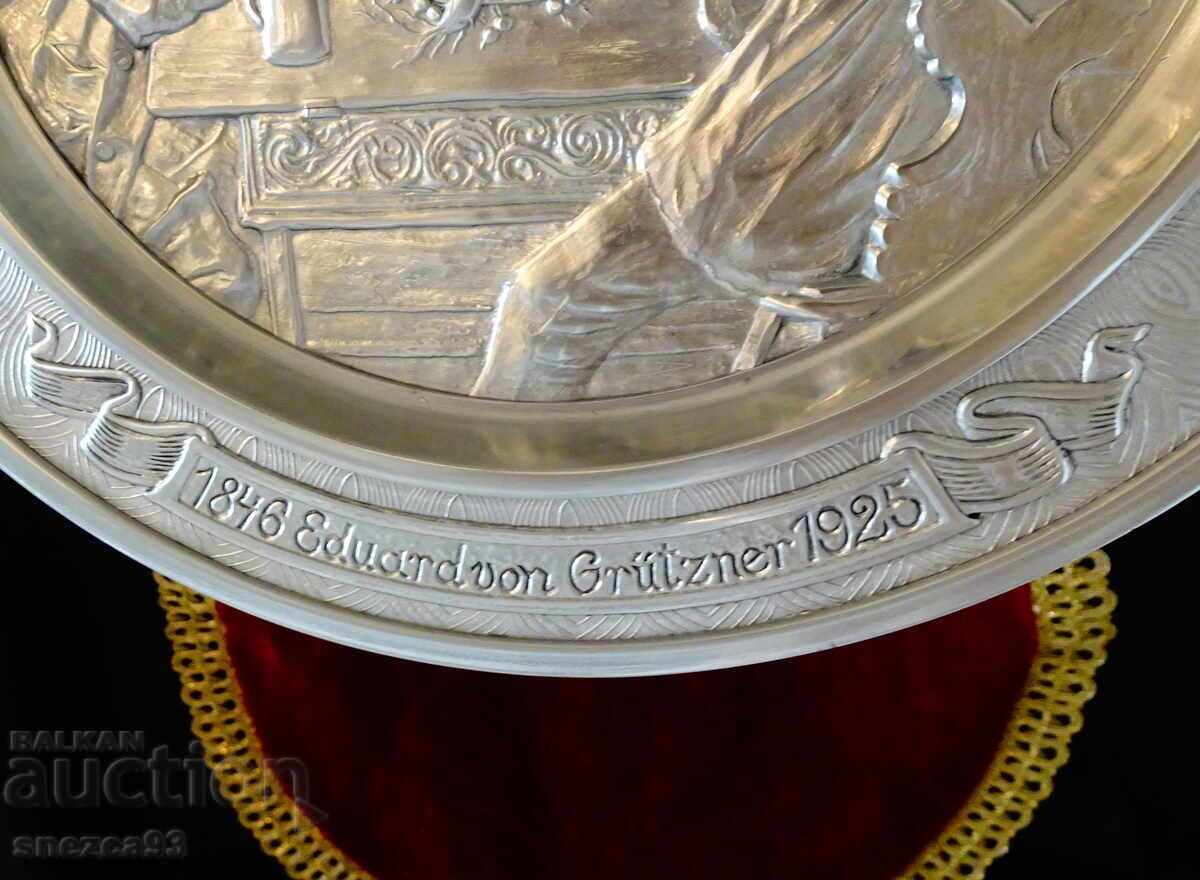 1846 Eduard von Grützner 1925
BALKAN
auction
snezca93